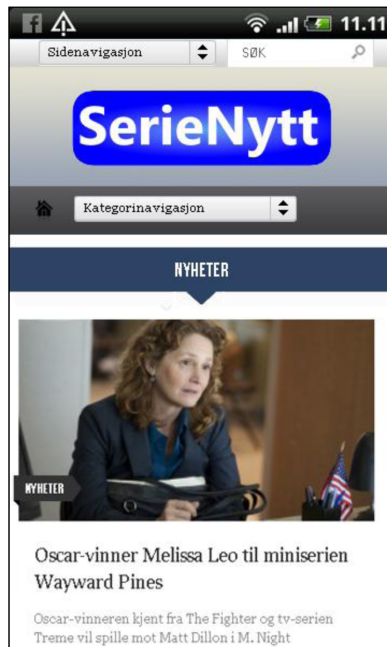 11.11
Sidenavigasjon
SØK
SerieNytt
Kategorinavigasjon
NYHETER
NYHETER
Oscar-vinner Melissa Leo til miniserien
Wayward Pines
Oscar-vinneren kjent fra The Fighter og tv-serien
Treme vil spille mot Matt Dillon i M. Night